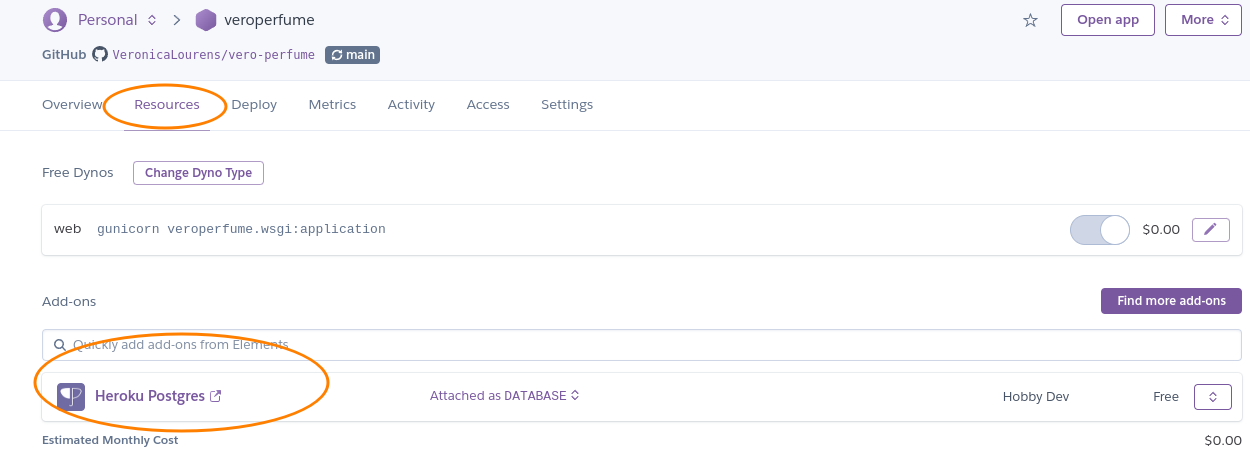 Personal veroperfume Open app More
GitHub VeronicaLourens/vero-perfume main
Overview Resources Deploy Metrics Activity Access Settings
Free Dynos Change Dyno Type
web gunicorn veroperfume.wsgi:application $0.00
Add-ons Find more add-ons
Quickly add add-ons from Elements
Heroku Postgres Attached as DATABASE Hobby Dev Free
Estimated Monthly Cost $0.00